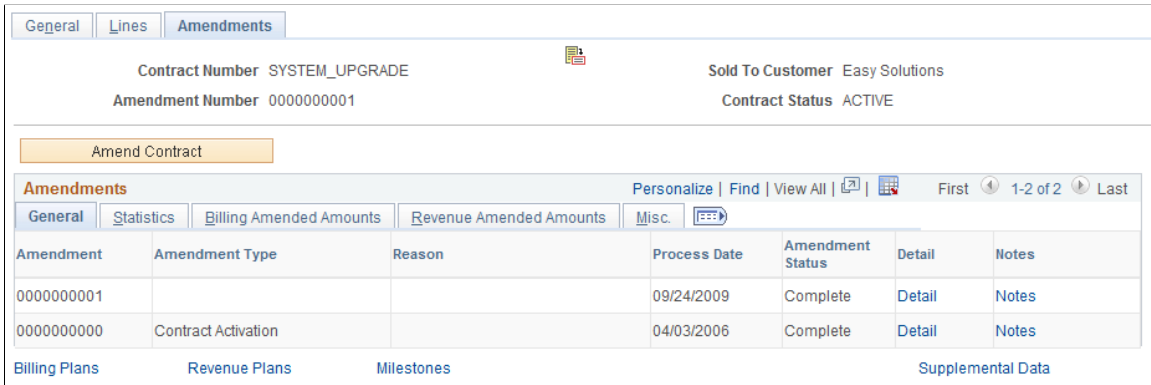 General Lines Amendments
Contract Number SYSTEM_UPGRADE Sold To Customer Easy Solutions
Amendment Number 0000000001 Contract Status ACTIVE
Amend Contract
Amendments Personalize | Find | View All | | First 1-2 of 2 Last
General Statistics Billing Amended Amounts Revenue Amended Amounts Misc.
Amendment Amendment Type Reason Process Date Amendment Status Detail Notes
0000000001 09/24/2009 Complete Detail Notes
0000000000 Contract Activation 04/03/2006 Complete Detail Notes
Billing Plans Revenue Plans Milestones Supplemental Data